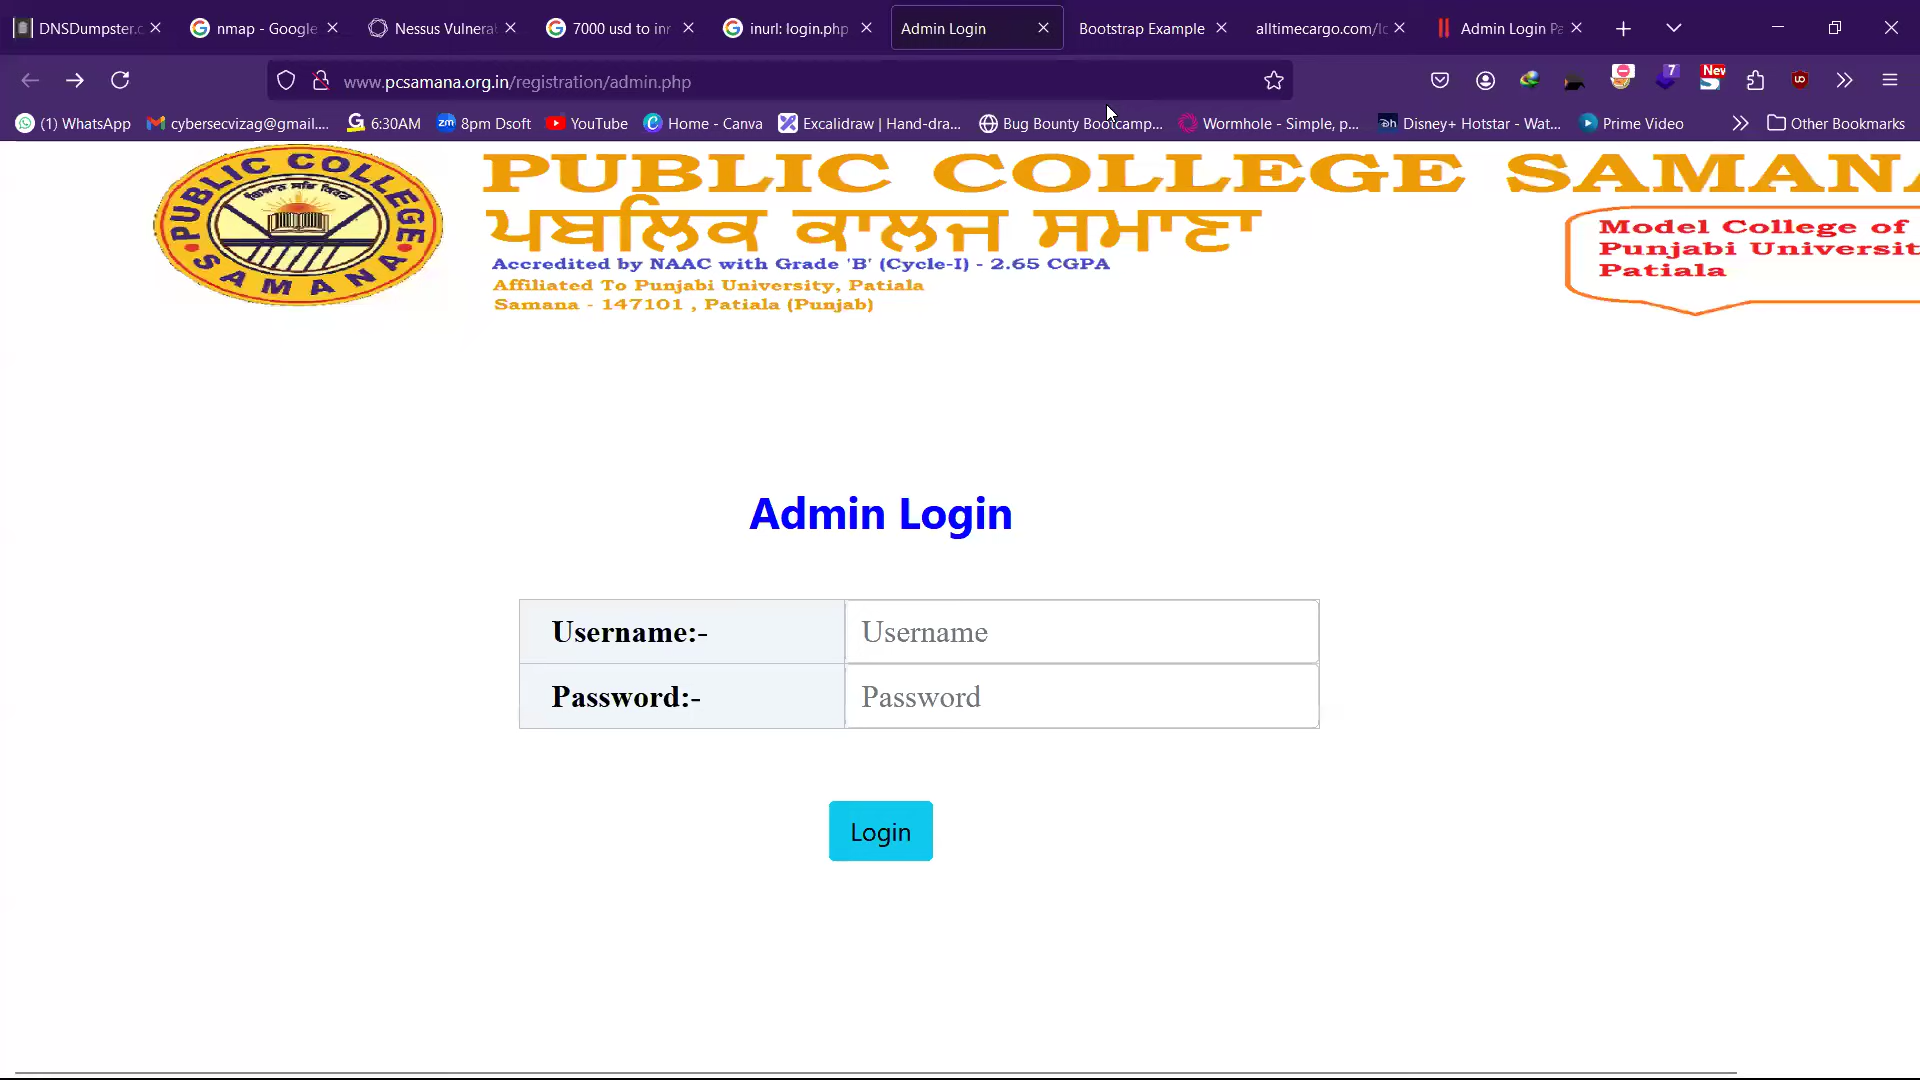 DNSDumpster.c
nmap - Google
Nessus Vulnera
7000 usd to inr
inurl: login.php
Admin Login
Bootstrap Example
alltimecargo.com/lo
Admin Login Pa
www.pcsamana.org.in/registration/admin.php
7
New
(1) WhatsApp
cybersecvizag@gmail....
6:30AM
8pm Dsoft
YouTube
Home - Canva
Excalidraw | Hand-dra...
Bug Bounty Bootcamp...
Wormhole - Simple, p...
Disney+ Hotstar - Wat...
Prime Video
Other Bookmarks
PUBLIC COLLEGE
SAMANA
PUBLIC COLLEGE SAMANA
ਪਬਲਿਕ ਕਾਲਜ ਸਮਾਣਾ
Accredited by NAAC with Grade 'B' (Cycle-I) - 2.65 CGPA
Affiliated To Punjabi University, Patiala
Samana - 147101 , Patiala (Punjab)
Model College of
Punjabi Universit
Patiala
Admin Login
Username:-
Username
Password:-
Password
Login